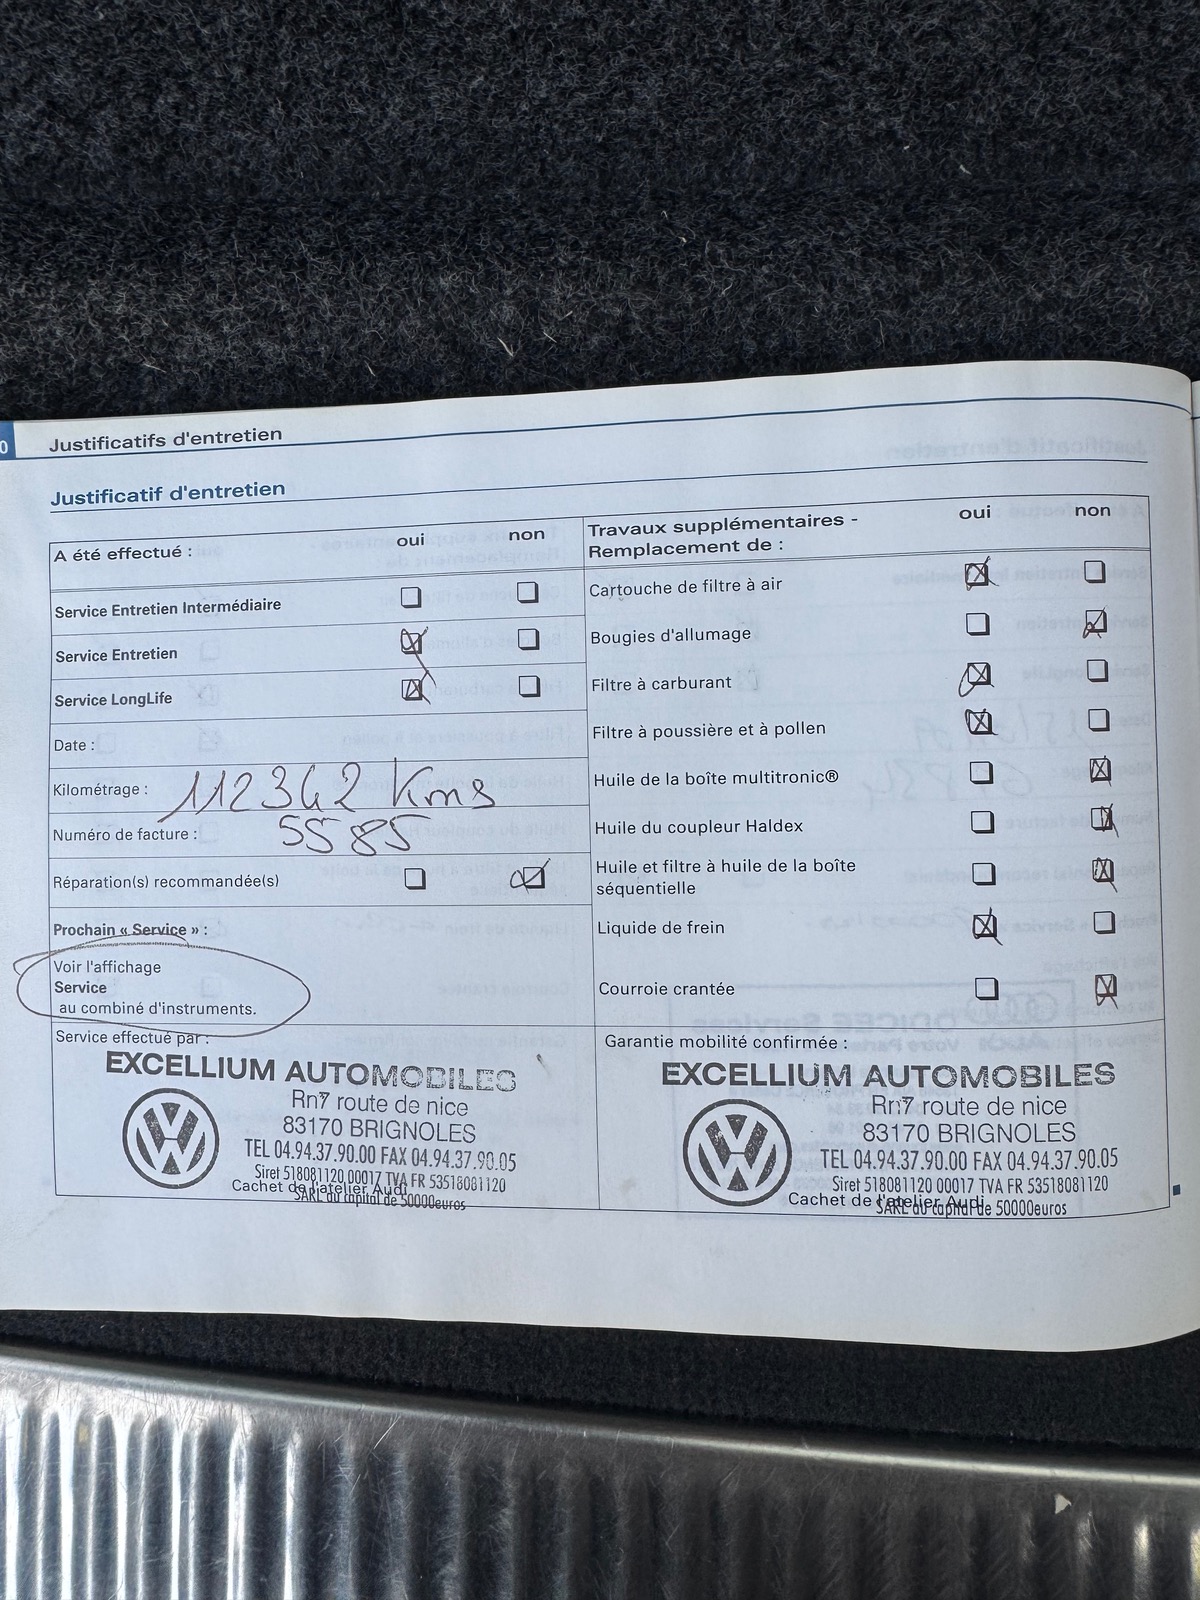 0
Justificatifs d'entretien
Justificatif d'entretien
A été effectué :
oui
non
Service Entretien Intermédiaire
Service Entretien
Service LongLife
Date :
Kilométrage : 112362 Kms
Numéro de facture : 5585
Réparation(s) recommandée(s)
Prochain « Service » :
Voir l'affichage
Service
au combiné d'instruments.
Service effectué par :
EXCELLIUM AUTOMOBILES
Rn7 route de nice
83170 BRIGNOLES
TEL 04.94.37.90.00 FAX 04.94.37.90.05
Siret 518081120 00017 TVA FR 53518081120
Cachet de l'atelier Audi
SARL au capital de 50000euros
Travaux supplémentaires -
Remplacement de :
oui
non
Cartouche de filtre à air
Bougies d'allumage
Filtre à carburant
Filtre à poussière et à pollen
Huile de la boîte multitronic®
Huile du coupleur Haldex
Huile et filtre à huile de la boîte
séquentielle
Liquide de frein
Courroie crantée
Garantie mobilité confirmée :
EXCELLIUM AUTOMOBILES
Rn7 route de nice
83170 BRIGNOLES
TEL 04.94.37.90.00 FAX 04.94.37.90.05
Siret 518081120 00017 TVA FR 53518081120
Cachet de l'atelier Audi
SARL au capital de 50000euros